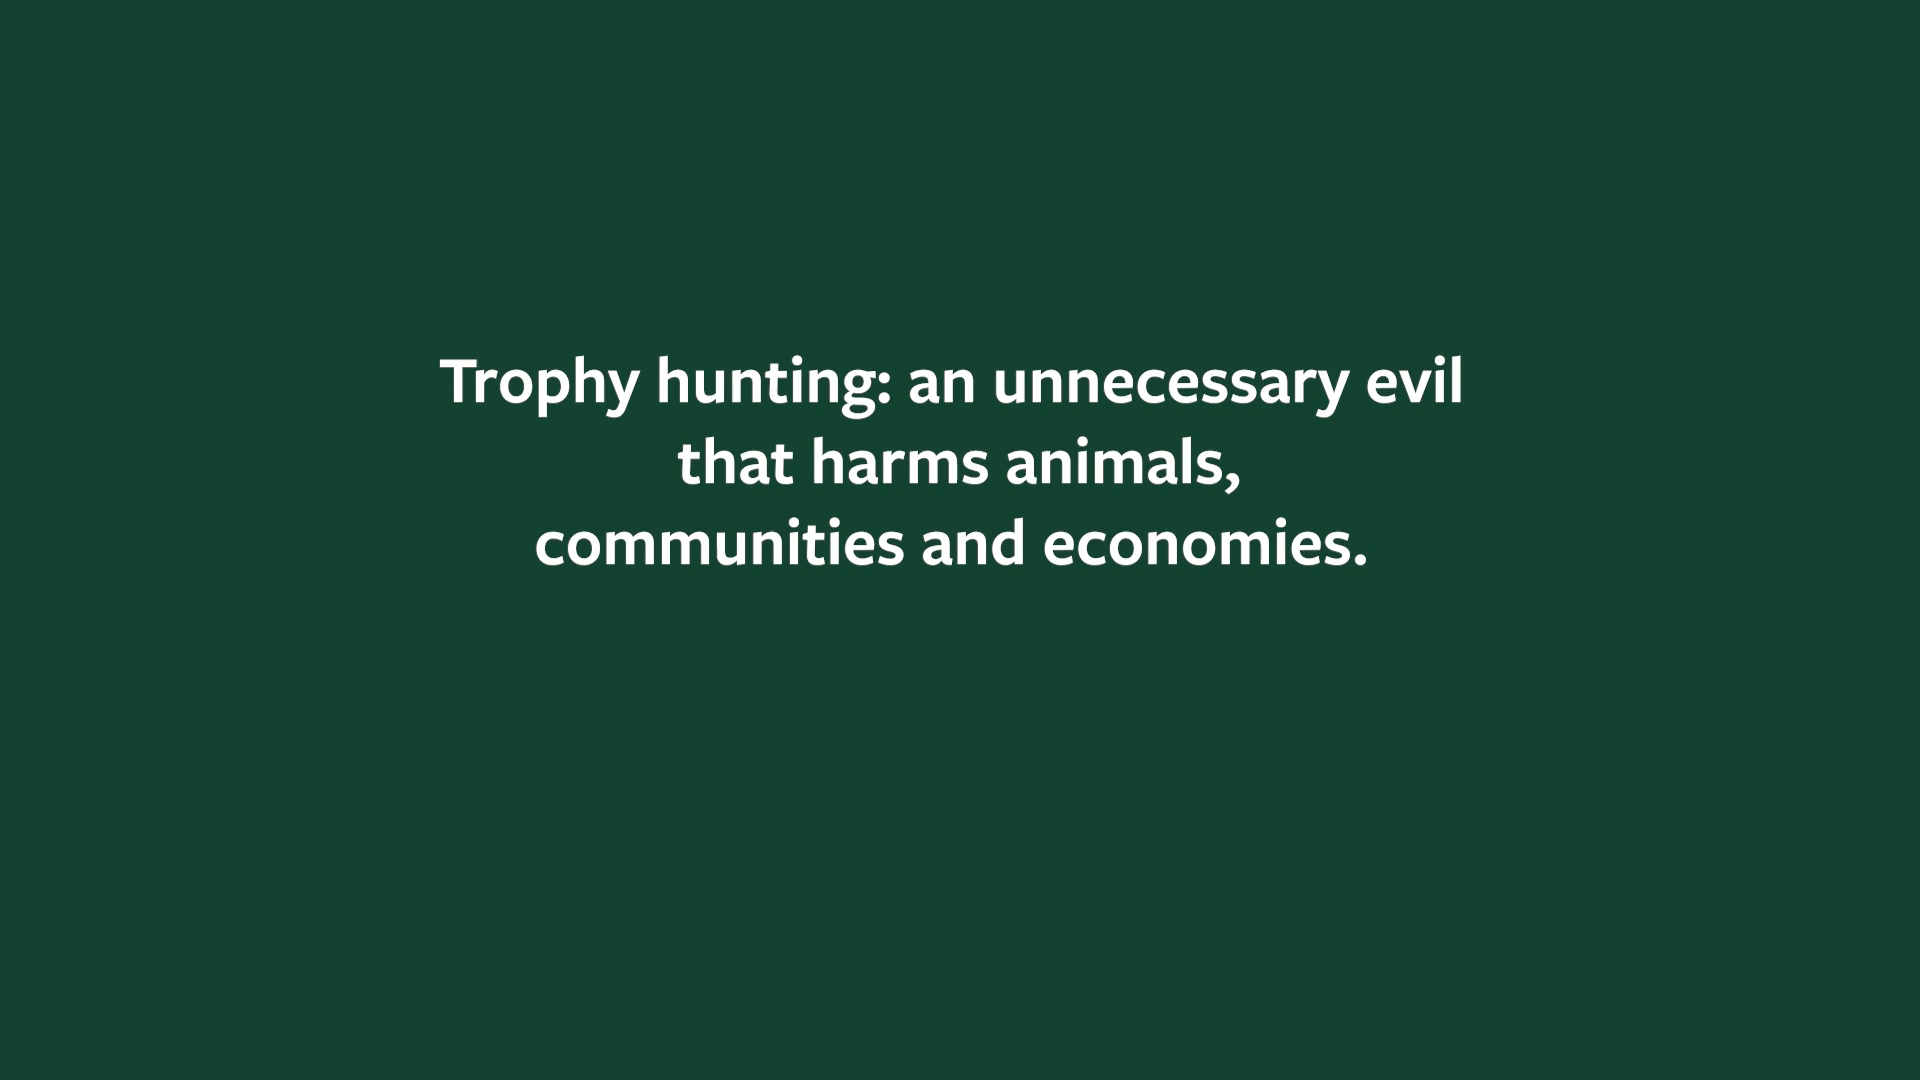 Trophy hunting: an unnecessary evil
that harms animals,
communities and economies.